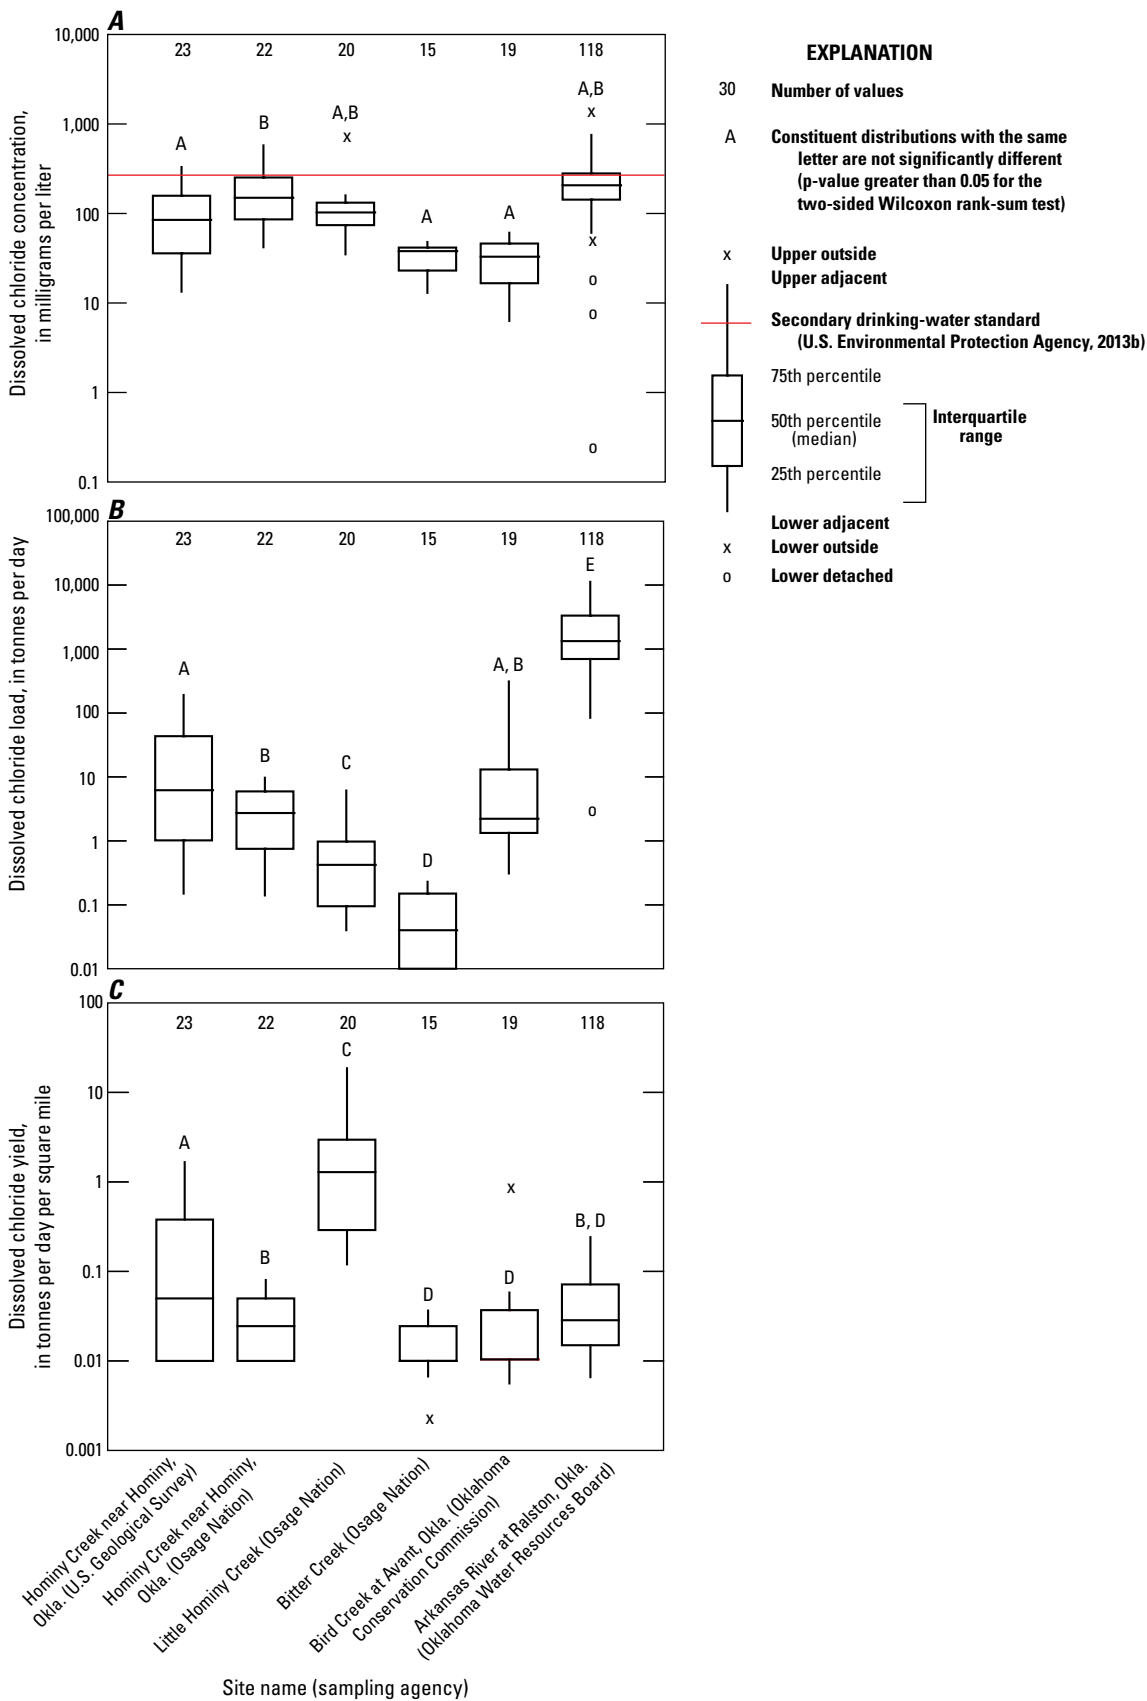 A
10,000
1,000
100
10
1
0.1
Dissolved chloride concentration,
in milligrams per liter
23 22 20 15 19 118
A B A,B A A A,B
x x x o o o
EXPLANATION
30 Number of values
A Constituent distributions with the same
letter are not significantly different
(p-value greater than 0.05 for the
two-sided Wilcoxon rank-sum test)
x Upper outside
Upper adjacent
Secondary drinking-water standard
(U.S. Environmental Protection Agency, 2013b)
75th percentile
50th percentile
(median)
25th percentile
Interquartile
range
Lower adjacent
x Lower outside
o Lower detached
B
100,000
10,000
1,000
100
10
1
0.1
0.01
Dissolved chloride load, in tonnes per day
23 22 20 15 19 118
A B C D A, B E
o
C
100
10
1
0.1
0.01
0.001
Dissolved chloride yield,
in tonnes per day per square mile
23 22 20 15 19 118
A B C D D B, D
x x
Hominy Creek near Hominy,
Okla. (U.S. Geological Survey)
Hominy Creek near Hominy,
Okla. (Osage Nation)
Little Hominy Creek (Osage Nation)
Bitter Creek (Osage Nation)
Bird Creek at Avant, Okla. (Oklahoma
Conservation Commission)
Arkansas River at Ralston, Okla.
(Oklahoma Water Resources Board)
Site name (sampling agency)